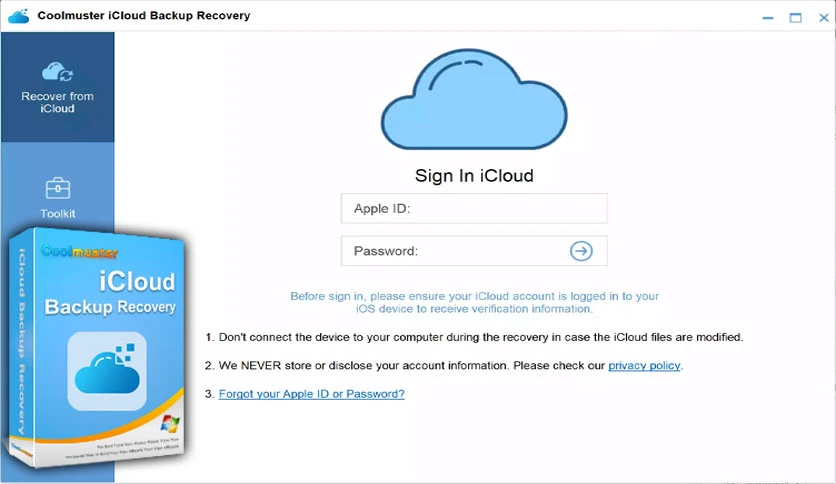 Coolmuster iCloud Backup Recovery
Recover from
iCloud
Toolkit
Sign In iCloud
Apple ID:
Password:
Before sign in, please ensure your iCloud account is logged in to your
iOS device to receive verification information.
1. Don't connect the device to your computer during the recovery in case the iCloud files are modified.
2. We NEVER store or disclose your account information. Please check our privacy policy.
3. Forgot your Apple ID or Password?
Coolmuster
iCloud
Backup Recovery
iCloud Backup Recovery
Coolmuster